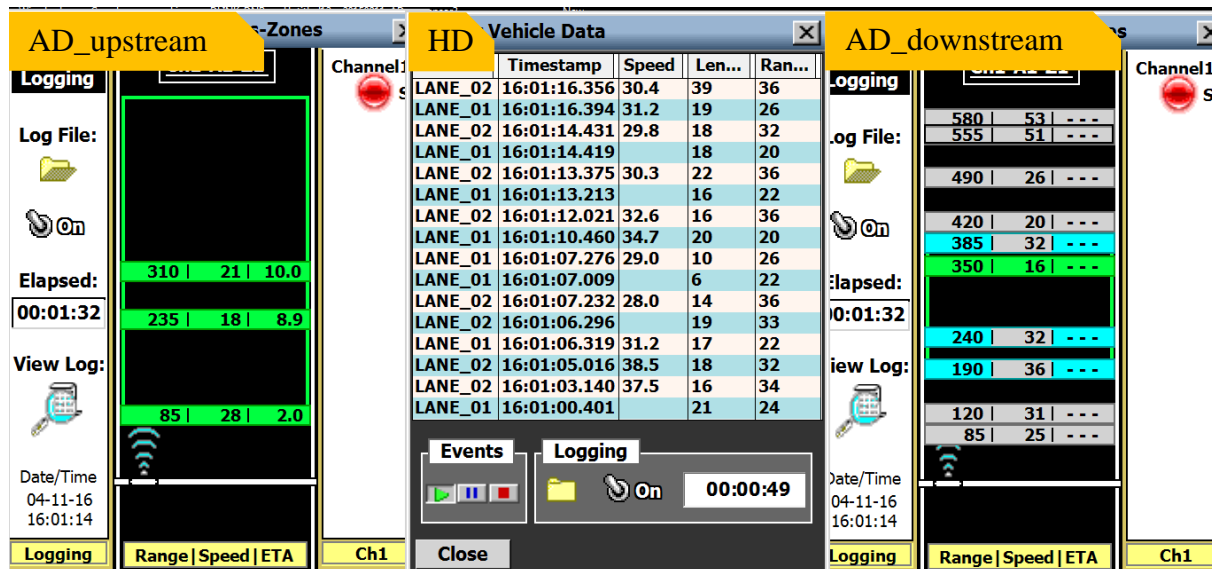 AD_upstream
s-Zones
Logging
Log File:
On
Elapsed:
00:01:32
View Log:
Date/Time
04-11-16
16:01:14
Logging
310 | 21 | 10.0
235 | 18 | 8.9
85 | 28 | 2.0
Range|Speed|ETA
Channel1
S
Ch1
HD
Vehicle Data
Timestamp Speed Len... Ran...
LANE_02 16:01:16.356 30.4 39 36
LANE_01 16:01:16.394 31.2 19 26
LANE_02 16:01:14.431 29.8 18 32
LANE_01 16:01:14.419 18 20
LANE_02 16:01:13.375 30.3 22 36
LANE_01 16:01:13.213 16 22
LANE_02 16:01:12.021 32.6 16 36
LANE_01 16:01:10.460 34.7 20 20
LANE_01 16:01:07.276 29.0 10 26
LANE_01 16:01:07.009 6 22
LANE_02 16:01:07.232 28.0 14 36
LANE_02 16:01:06.296 19 33
LANE_01 16:01:06.319 31.2 17 22
LANE_02 16:01:05.016 38.5 18 32
LANE_02 16:01:03.140 37.5 16 34
LANE_01 16:01:00.401 21 24
Events
Logging
On
00:00:49
Close
AD_downstream
es
Logging
Log File:
On
Elapsed:
00:01:32
View Log:
Date/Time
04-11-16
16:01:14
Logging
580 | 53 | ---
555 | 51 | ---
490 | 26 | ---
420 | 20 | ---
385 | 32 | ---
350 | 16 | ---
240 | 32 | ---
190 | 36 | ---
120 | 31 | ---
85 | 25 | ---
Range|Speed|ETA
Channel1
S
Ch1